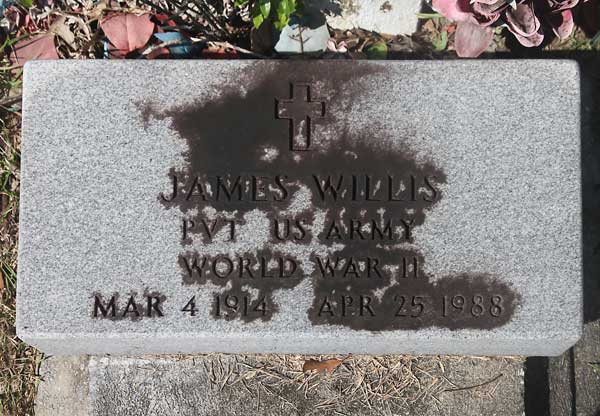 JAMES WILLIS
PVT US ARMY
WORLD WAR II
MAR 4 1914 APR 25 1988